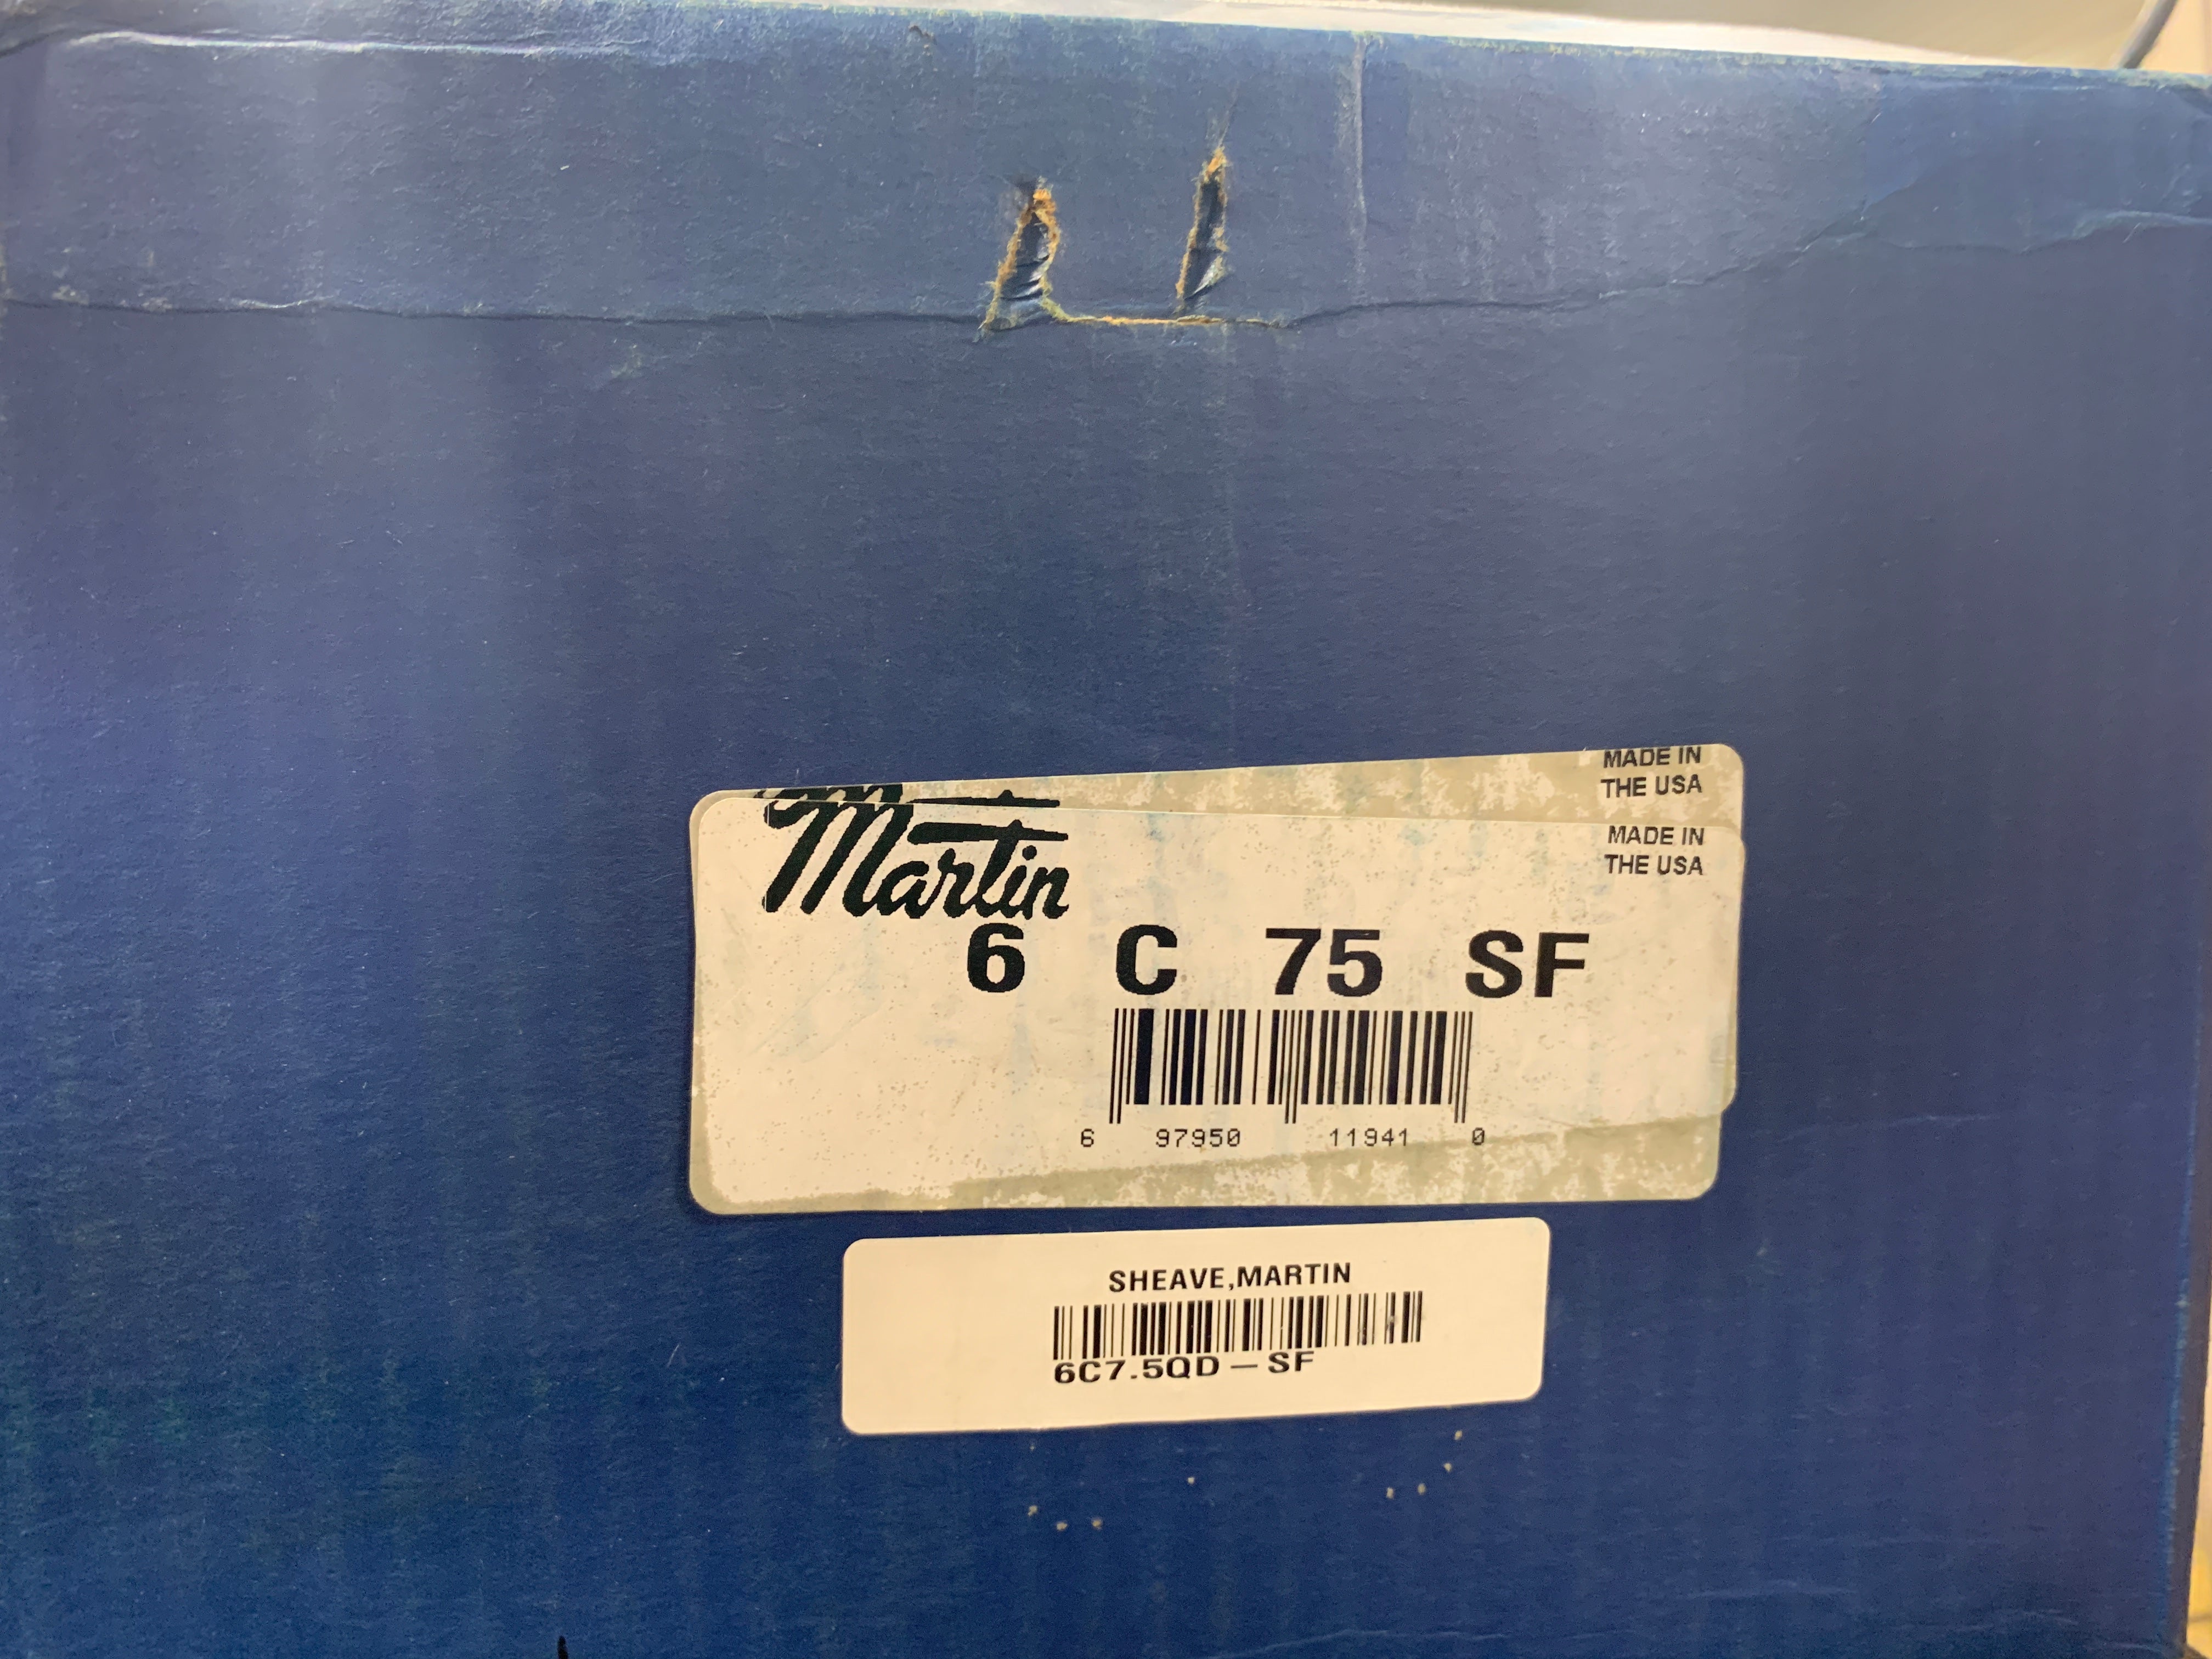 MADE IN
THE USA
Martin
MADE IN
THE USA
6 C 75 SF
6 97950 11941 0
SHEAVE,MARTIN
6C7.5QD-SF